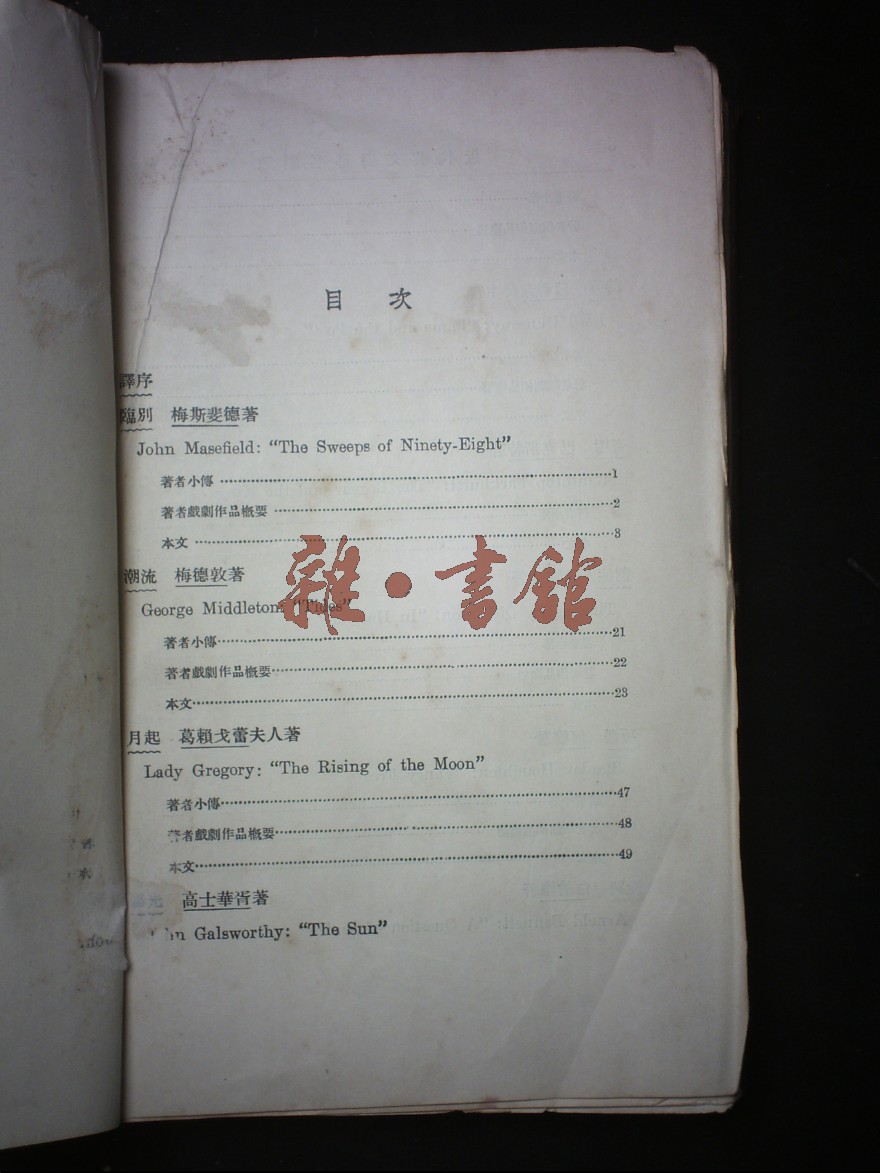 目 次
譯序
臨別 梅斯斐德著
John Masefield: “The Sweeps of Ninety-Eight”
著者小傳 1
著者戲劇作品概要 2
本文 3
潮流 梅德敦著
George Middleton: “Tides”
著者小傳 21
著者戲劇作品概要 22
本文 23
月起 葛賴戈蕾夫人著
Lady Gregory: “The Rising of the Moon”
著者小傳 47
著者戲劇作品概要 48
本文 49
高士華胥著
Galsworthy: “The Sun”
雜·書館